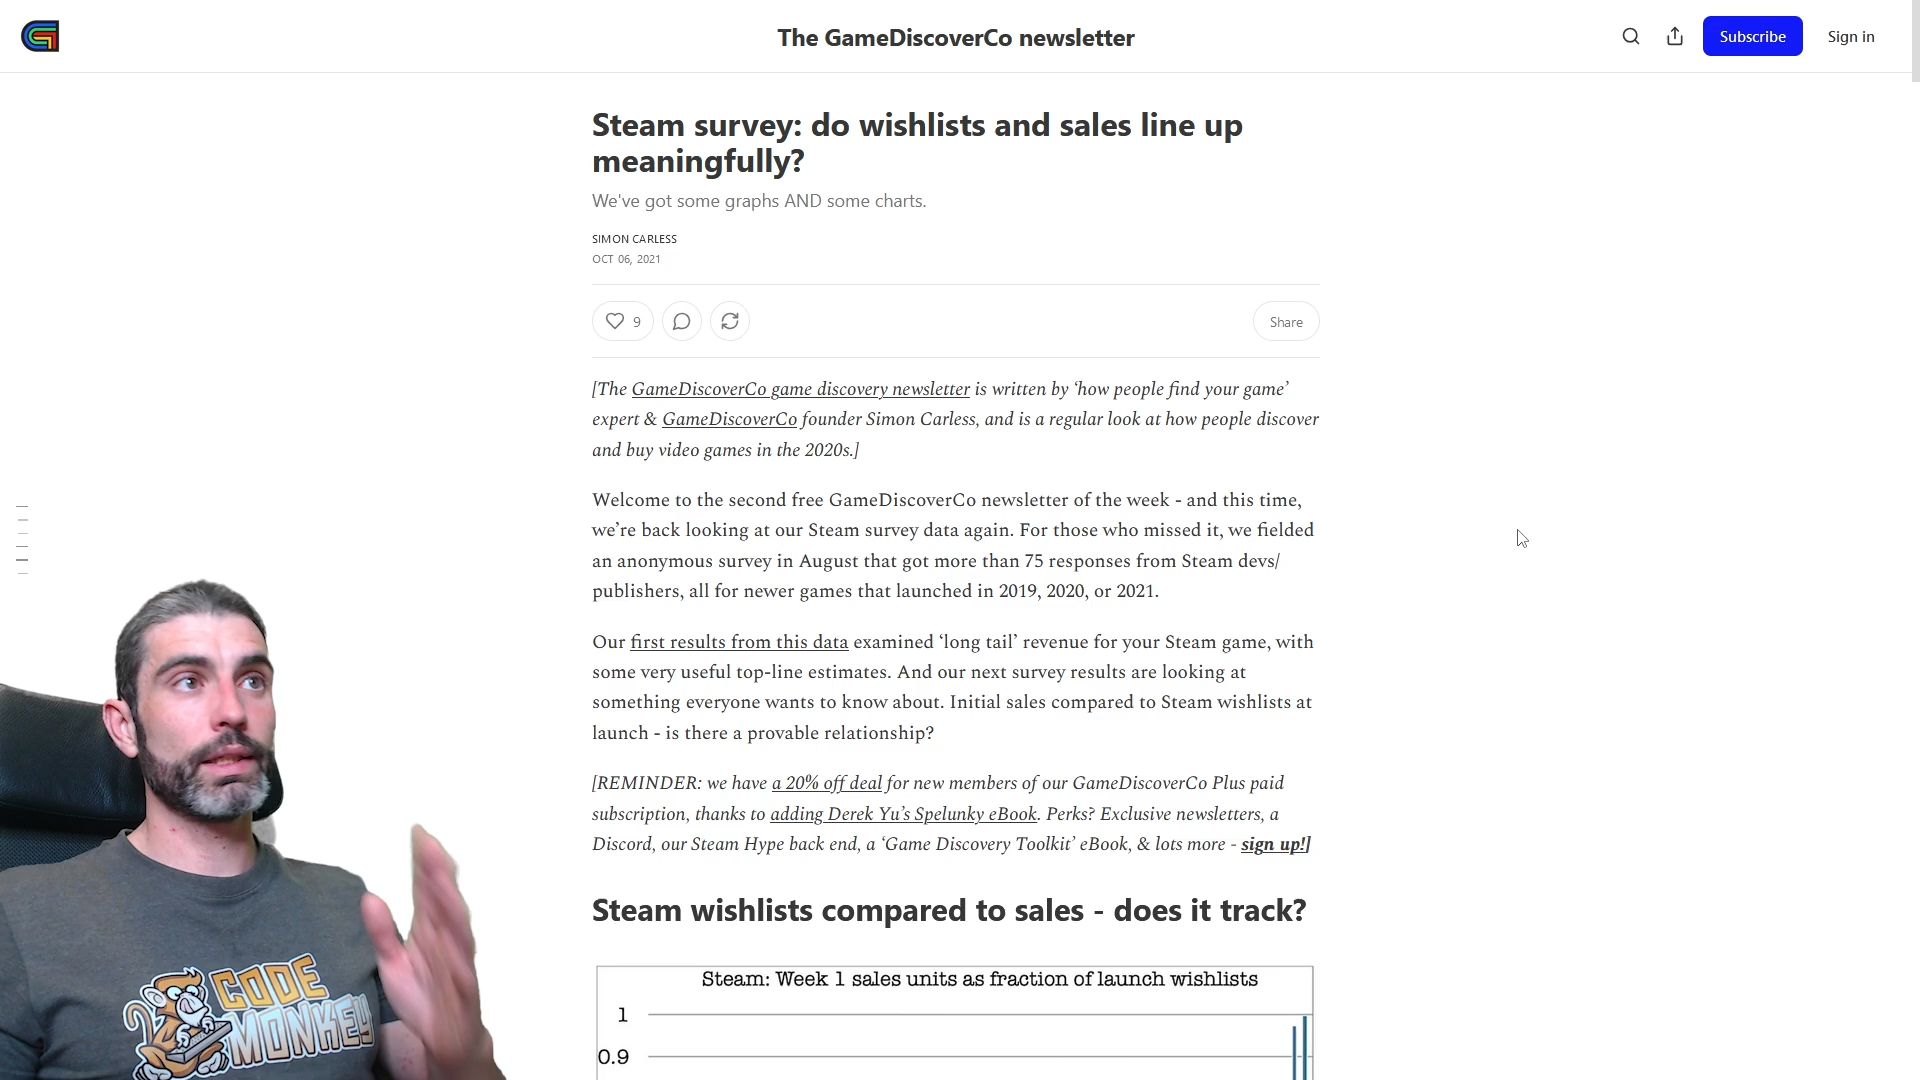 The GameDiscoverCo newsletter
Subscribe
Sign in
Steam survey: do wishlists and sales line up
meaningfully?
We've got some graphs AND some charts.
SIMON CARLESS
OCT 06, 2021
9
Share
[The GameDiscoverCo game discovery newsletter is written by ‘how people find your game’
expert & GameDiscoverCo founder Simon Carless, and is a regular look at how people discover
and buy video games in the 2020s.]
Welcome to the second free GameDiscoverCo newsletter of the week - and this time,
we’re back looking at our Steam survey data again. For those who missed it, we fielded
an anonymous survey in August that got more than 75 responses from Steam devs/
publishers, all for newer games that launched in 2019, 2020, or 2021.
Our first results from this data examined ‘long tail’ revenue for your Steam game, with
some very useful top-line estimates. And our next survey results are looking at
something everyone wants to know about. Initial sales compared to Steam wishlists at
launch - is there a provable relationship?
[REMINDER: we have a 20% off deal for new members of our GameDiscoverCo Plus paid
subscription, thanks to adding Derek Yu’s Spelunky eBook. Perks? Exclusive newsletters, a
Discord, our Steam Hype back end, a ‘Game Discovery Toolkit’ eBook, & lots more - sign up!]
Steam wishlists compared to sales - does it track?
Steam: Week 1 sales units as fraction of launch wishlists
1
0.9
CODE
MONKEY